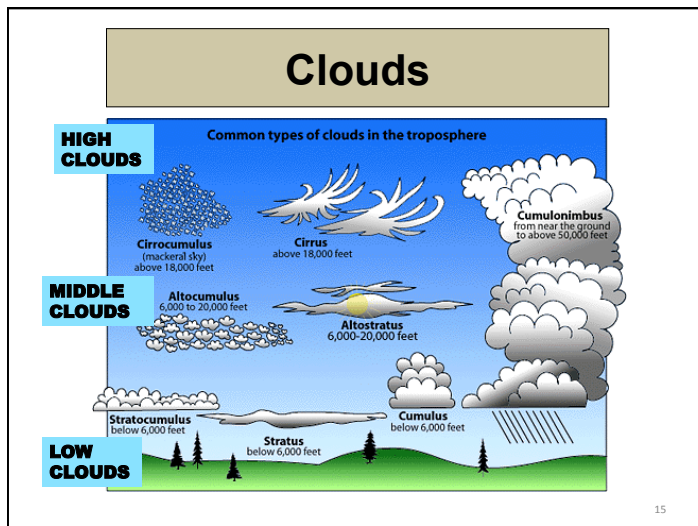 Clouds
HIGH
CLOUDS
Common types of clouds in the troposphere
Cirrocumulus
(mackeral sky)
above 18,000 feet
Cirrus
above 18,000 feet
Cumulonimbus
from near the ground
to above 50,000 feet
MIDDLE
CLOUDS
Altocumulus
6,000 to 20,000 feet
Altostratus
6,000-20,000 feet
Stratocumulus
below 6,000 feet
Stratus
below 6,000 feet
Cumulus
below 6,000 feet
LOW
CLOUDS
15